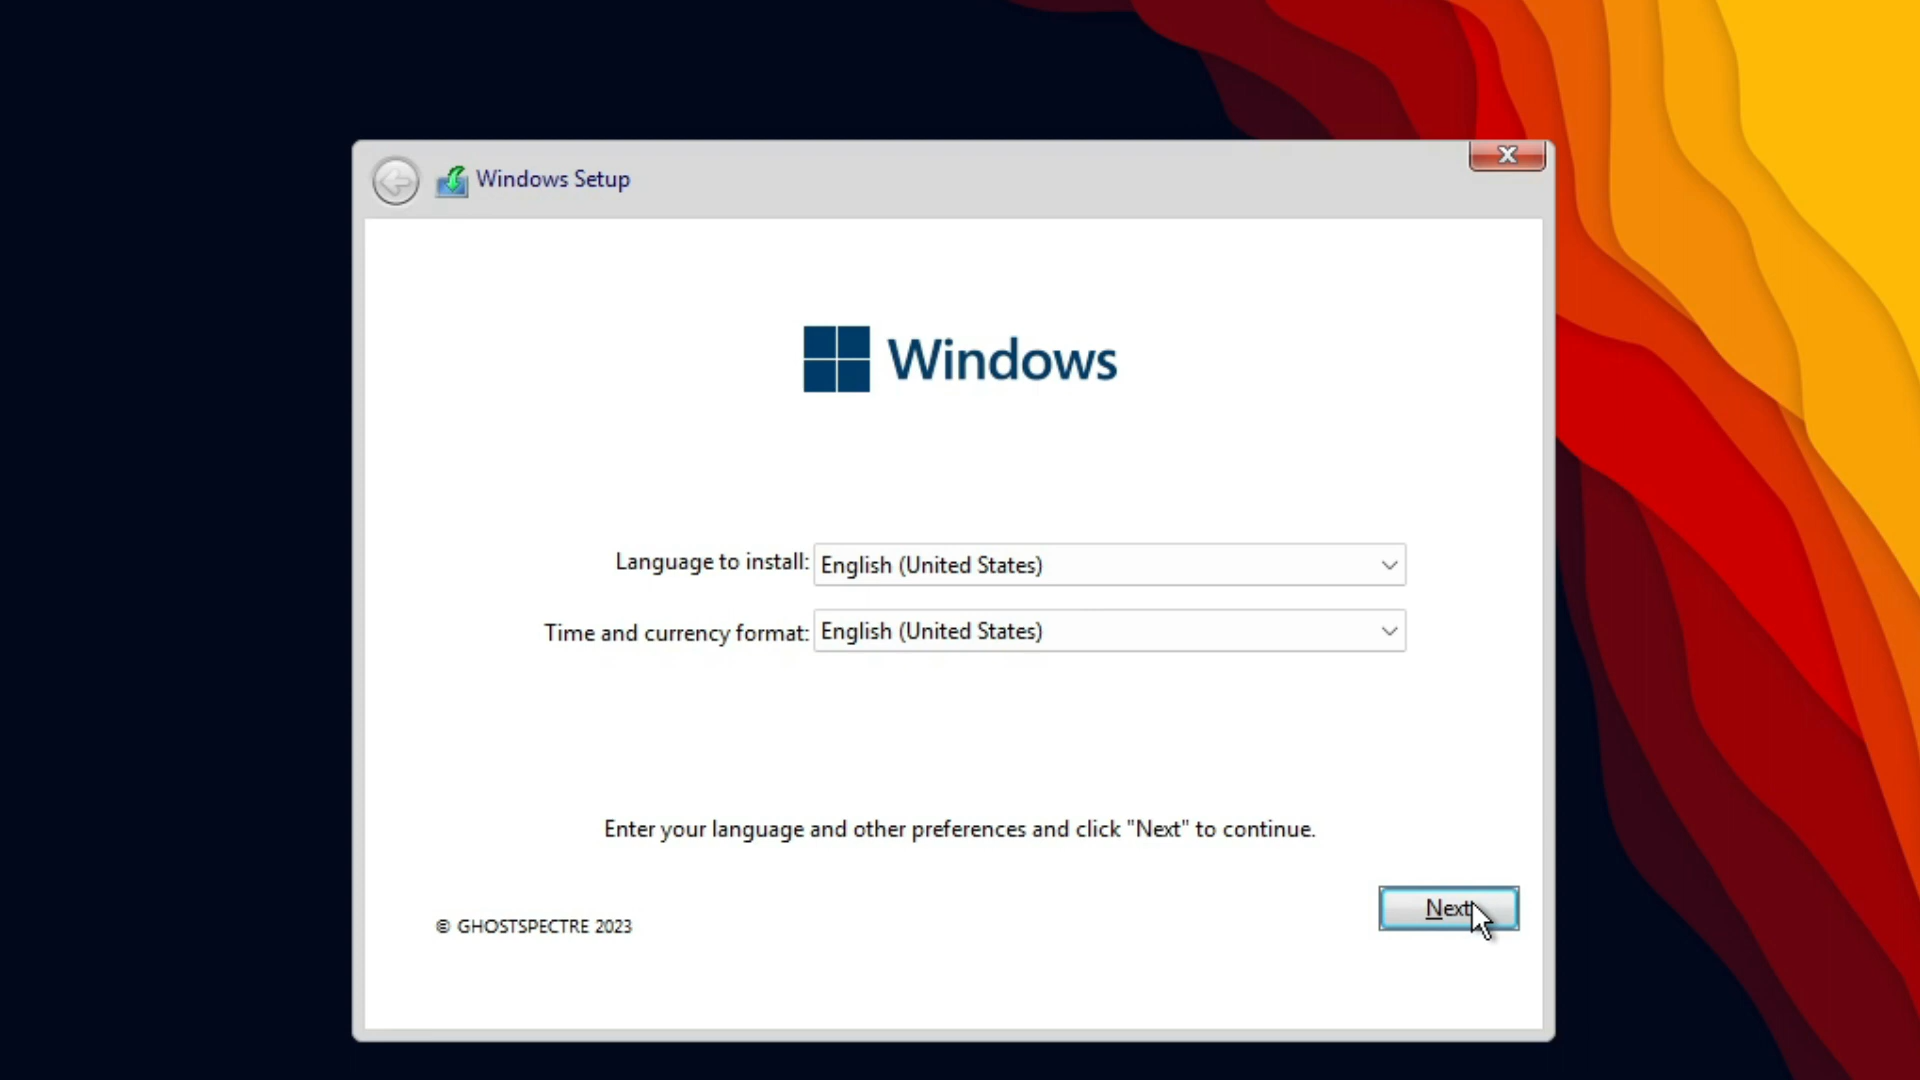 Windows Setup
X
Windows
Language to install: English (United States)
Time and currency format: English (United States)
Enter your language and other preferences and click "Next" to continue.
Next
© GHOSTSPECTRE 2023